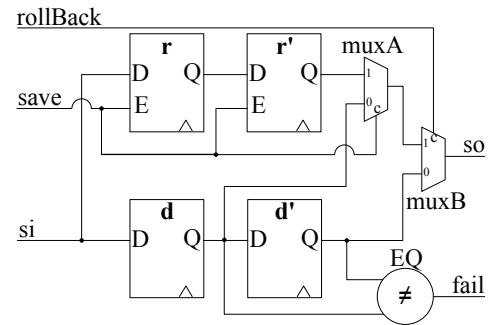 rollBack
r r' muxA
D Q D Q 1
save E E 0 c
c
1 so
0
d d' muxB
si D Q D Q
EQ
≠ fail